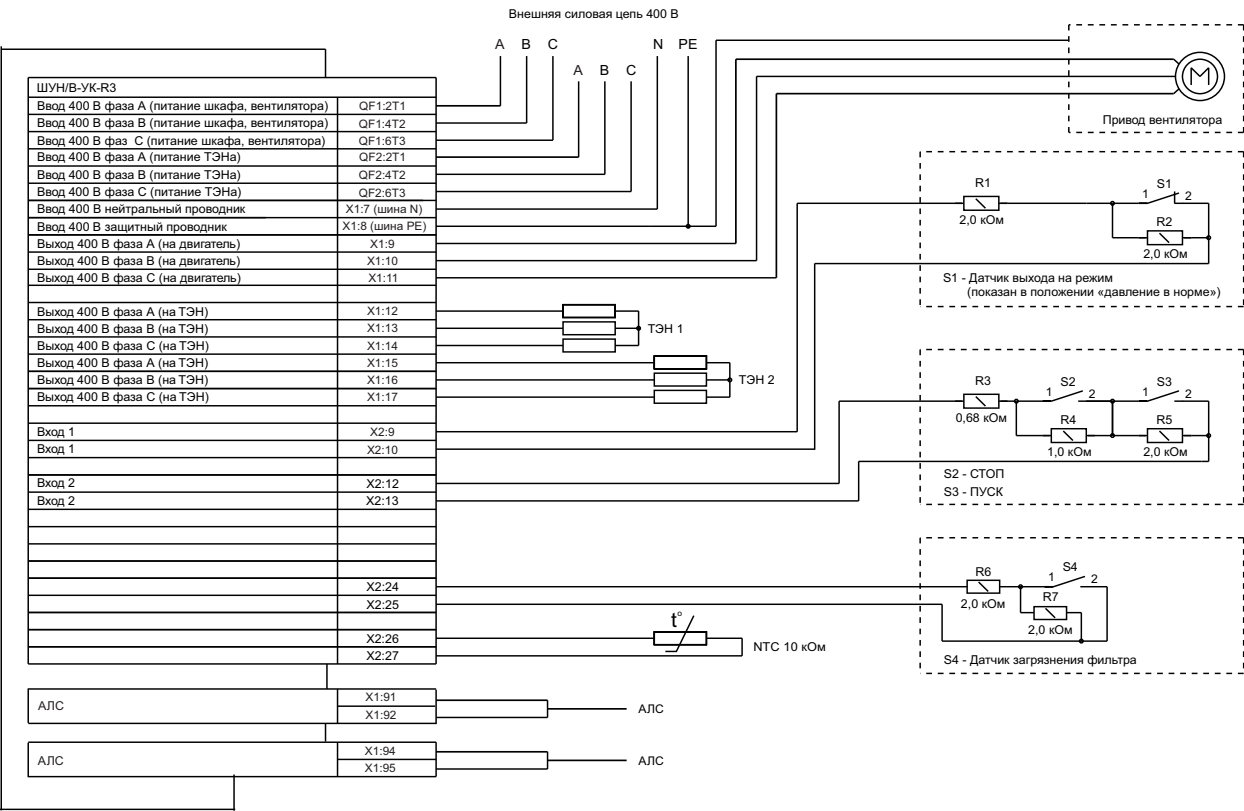 Внешняя силовая цепь 400 В
A B C N PE
A B C
ШУН/В-УК-R3
Ввод 400 В фаза А (питание шкафа, вентилятора) QF1:2T1
Ввод 400 В фаза В (питание шкафа, вентилятора) QF1:4T2
Ввод 400 В фаз С (питание шкафа, вентилятора) QF1:6T3
Ввод 400 В фаза А (питание ТЭНа) QF2:2T1
Ввод 400 В фаза В (питание ТЭНа) QF2:4T2
Ввод 400 В фаза С (питание ТЭНа) QF2:6T3
Ввод 400 В нейтральный проводник X1:7 (шина N)
Ввод 400 В защитный проводник X1:8 (шина PE)
Выход 400 В фаза А (на двигатель) X1:9
Выход 400 В фаза В (на двигатель) X1:10
Выход 400 В фаза С (на двигатель) X1:11
Выход 400 В фаза А (на ТЭН) X1:12
Выход 400 В фаза В (на ТЭН) X1:13
Выход 400 В фаза С (на ТЭН) X1:14
Выход 400 В фаза А (на ТЭН) X1:15
Выход 400 В фаза В (на ТЭН) X1:16
Выход 400 В фаза С (на ТЭН) X1:17
ТЭН 1
ТЭН 2
Вход 1 X2:9
Вход 1 X2:10
Вход 2 X2:12
Вход 2 X2:13
X2:24
X2:25
X2:26
X2:27
t°
NTC 10 кОм
АЛС X1:91
X1:92
АЛС
АЛС X1:94
X1:95
АЛС
M
Привод вентилятора
R1
2,0 кОм
S1
1 2
R2
2,0 кОм
S1 - Датчик выхода на режим
(показан в положении «давление в норме»)
R3
0,68 кОм
S2
1 2
S3
1 2
R4
1,0 кОм
R5
2,0 кОм
S2 - СТОП
S3 - ПУСК
R6
2,0 кОм
S4
1 2
R7
2,0 кОм
S4 - Датчик загрязнения фильтра